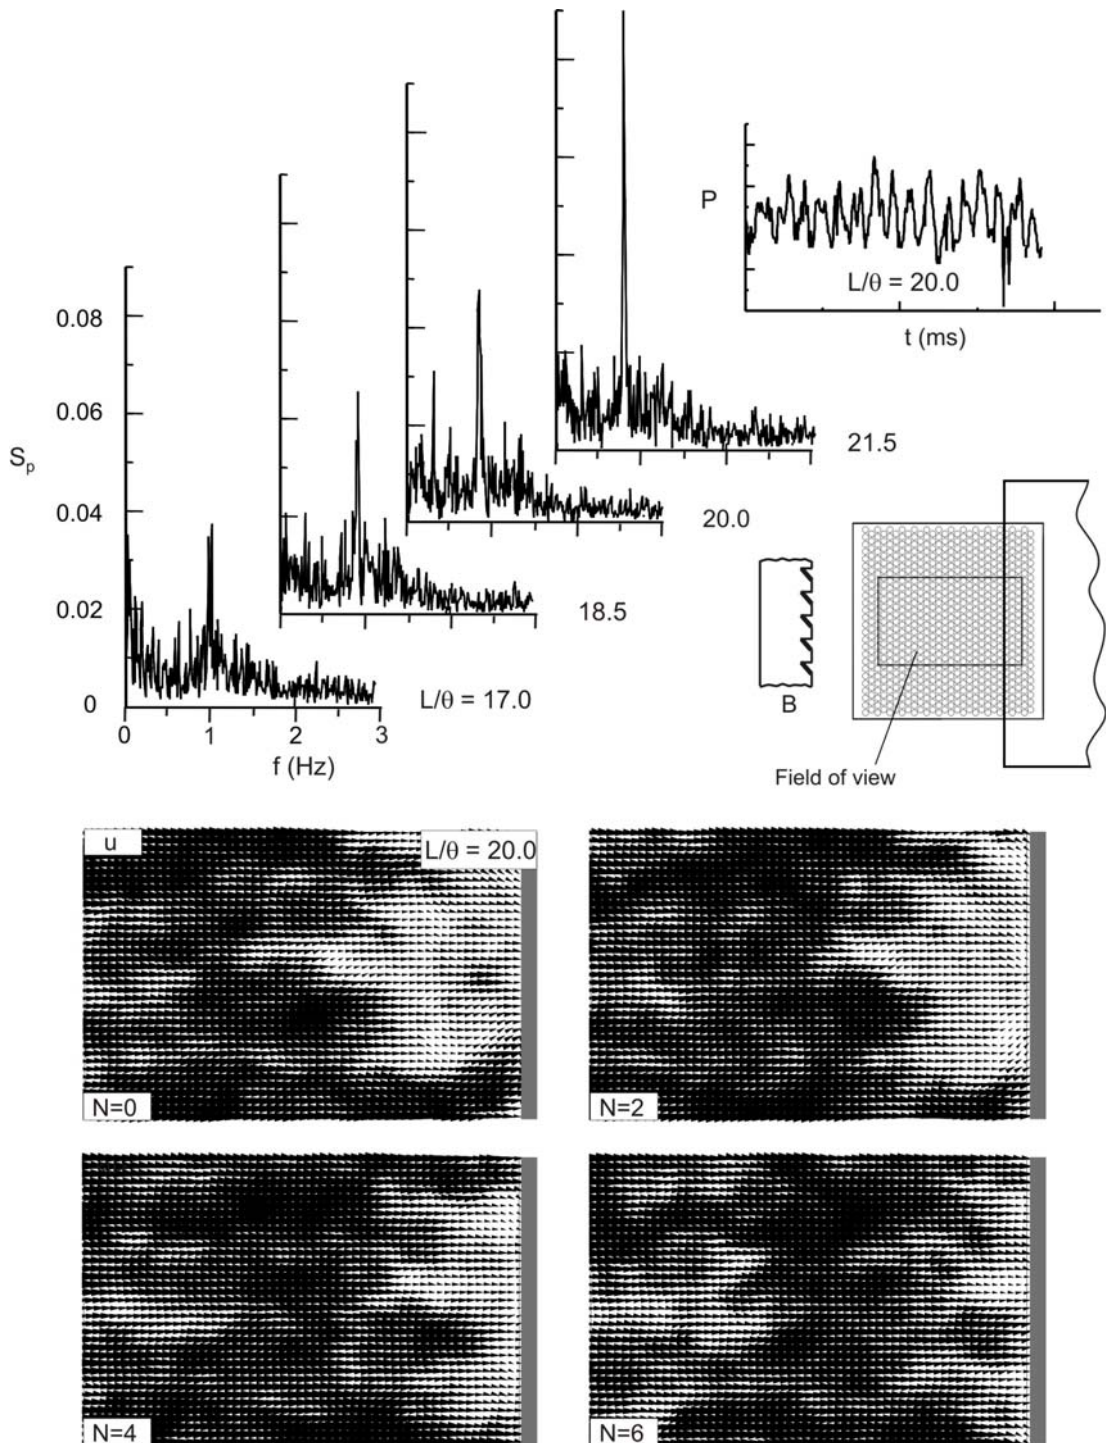 P
L/θ = 20.0
t (ms)
0.08
0.06
Sp
0.04
0.02
0
21.5
20.0
18.5
L/θ = 17.0
0 1 2 3
f (Hz)
B
Field of view
u
L/θ = 20.0
N=0
N=2
N=4
N=6